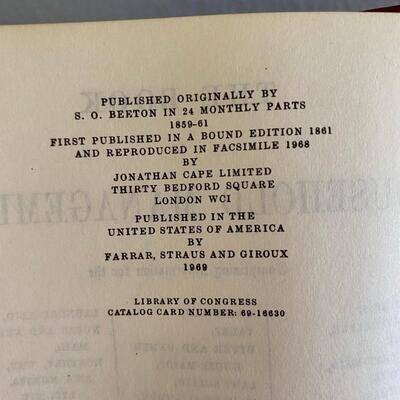 PUBLISHED ORIGINALLY BY
S. O. BEETON IN 24 MONTHLY PARTS
1859-61
FIRST PUBLISHED IN A BOUND EDITION 1861
AND REPRODUCED IN FACSIMILE 1968
BY
JONATHAN CAPE LIMITED
THIRTY BEDFORD SQUARE
LONDON WCI
PUBLISHED IN THE
UNITED STATES OF AMERICA
BY
FARRAR, STRAUS AND GIROUX
1969
LIBRARY OF CONGRESS
CATALOG CARD NUMBER: 69-16630